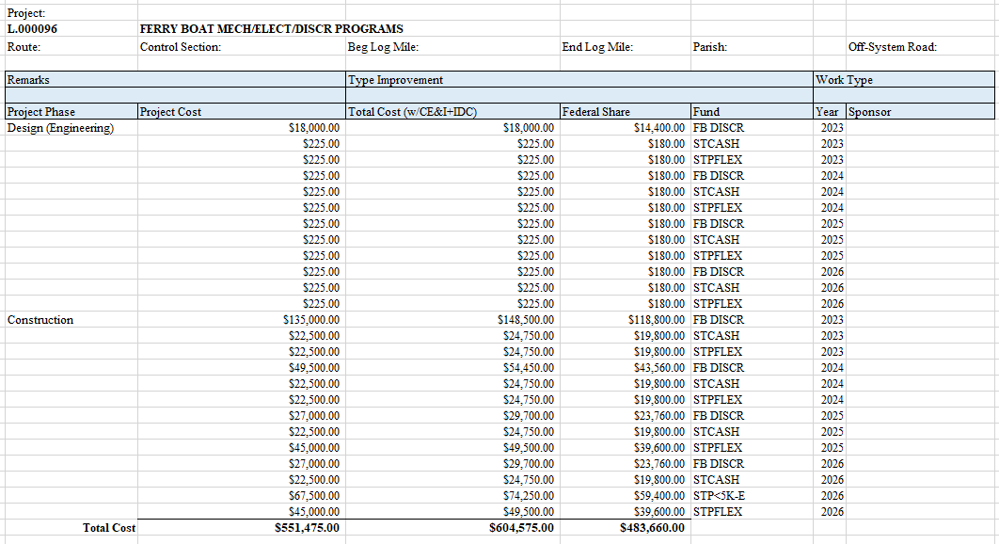 Project:
L.000096 FERRY BOAT MECH/ELECT/DISCR PROGRAMS
Route: Control Section: Beg Log Mile: End Log Mile: Parish: Off-System Road:
Remarks Type Improvement Work Type
Project Phase Project Cost Total Cost (w/CE&I+IDC) Federal Share Fund Year Sponsor
Design (Engineering) $18,000.00 $18,000.00 $14,400.00 FB DISCR 2023
$225.00 $225.00 $180.00 STCASH 2023
$225.00 $225.00 $180.00 STPFLEX 2023
$225.00 $225.00 $180.00 FB DISCR 2024
$225.00 $225.00 $180.00 STCASH 2024
$225.00 $225.00 $180.00 STPFLEX 2024
$225.00 $225.00 $180.00 FB DISCR 2025
$225.00 $225.00 $180.00 STCASH 2025
$225.00 $225.00 $180.00 STPFLEX 2025
$225.00 $225.00 $180.00 FB DISCR 2026
$225.00 $225.00 $180.00 STCASH 2026
$225.00 $225.00 $180.00 STPFLEX 2026
Construction $135,000.00 $148,500.00 $118,800.00 FB DISCR 2023
$22,500.00 $24,750.00 $19,800.00 STCASH 2023
$22,500.00 $24,750.00 $19,800.00 STPFLEX 2023
$49,500.00 $54,450.00 $43,560.00 FB DISCR 2024
$22,500.00 $24,750.00 $19,800.00 STCASH 2024
$22,500.00 $24,750.00 $19,800.00 STPFLEX 2024
$27,000.00 $29,700.00 $23,760.00 FB DISCR 2025
$22,500.00 $24,750.00 $19,800.00 STCASH 2025
$45,000.00 $49,500.00 $39,600.00 STPFLEX 2025
$27,000.00 $29,700.00 $23,760.00 FB DISCR 2026
$22,500.00 $24,750.00 $19,800.00 STCASH 2026
$67,500.00 $74,250.00 $59,400.00 STP<5K-E 2026
$45,000.00 $49,500.00 $39,600.00 STPFLEX 2026
Total Cost $551,475.00 $604,575.00 $483,660.00